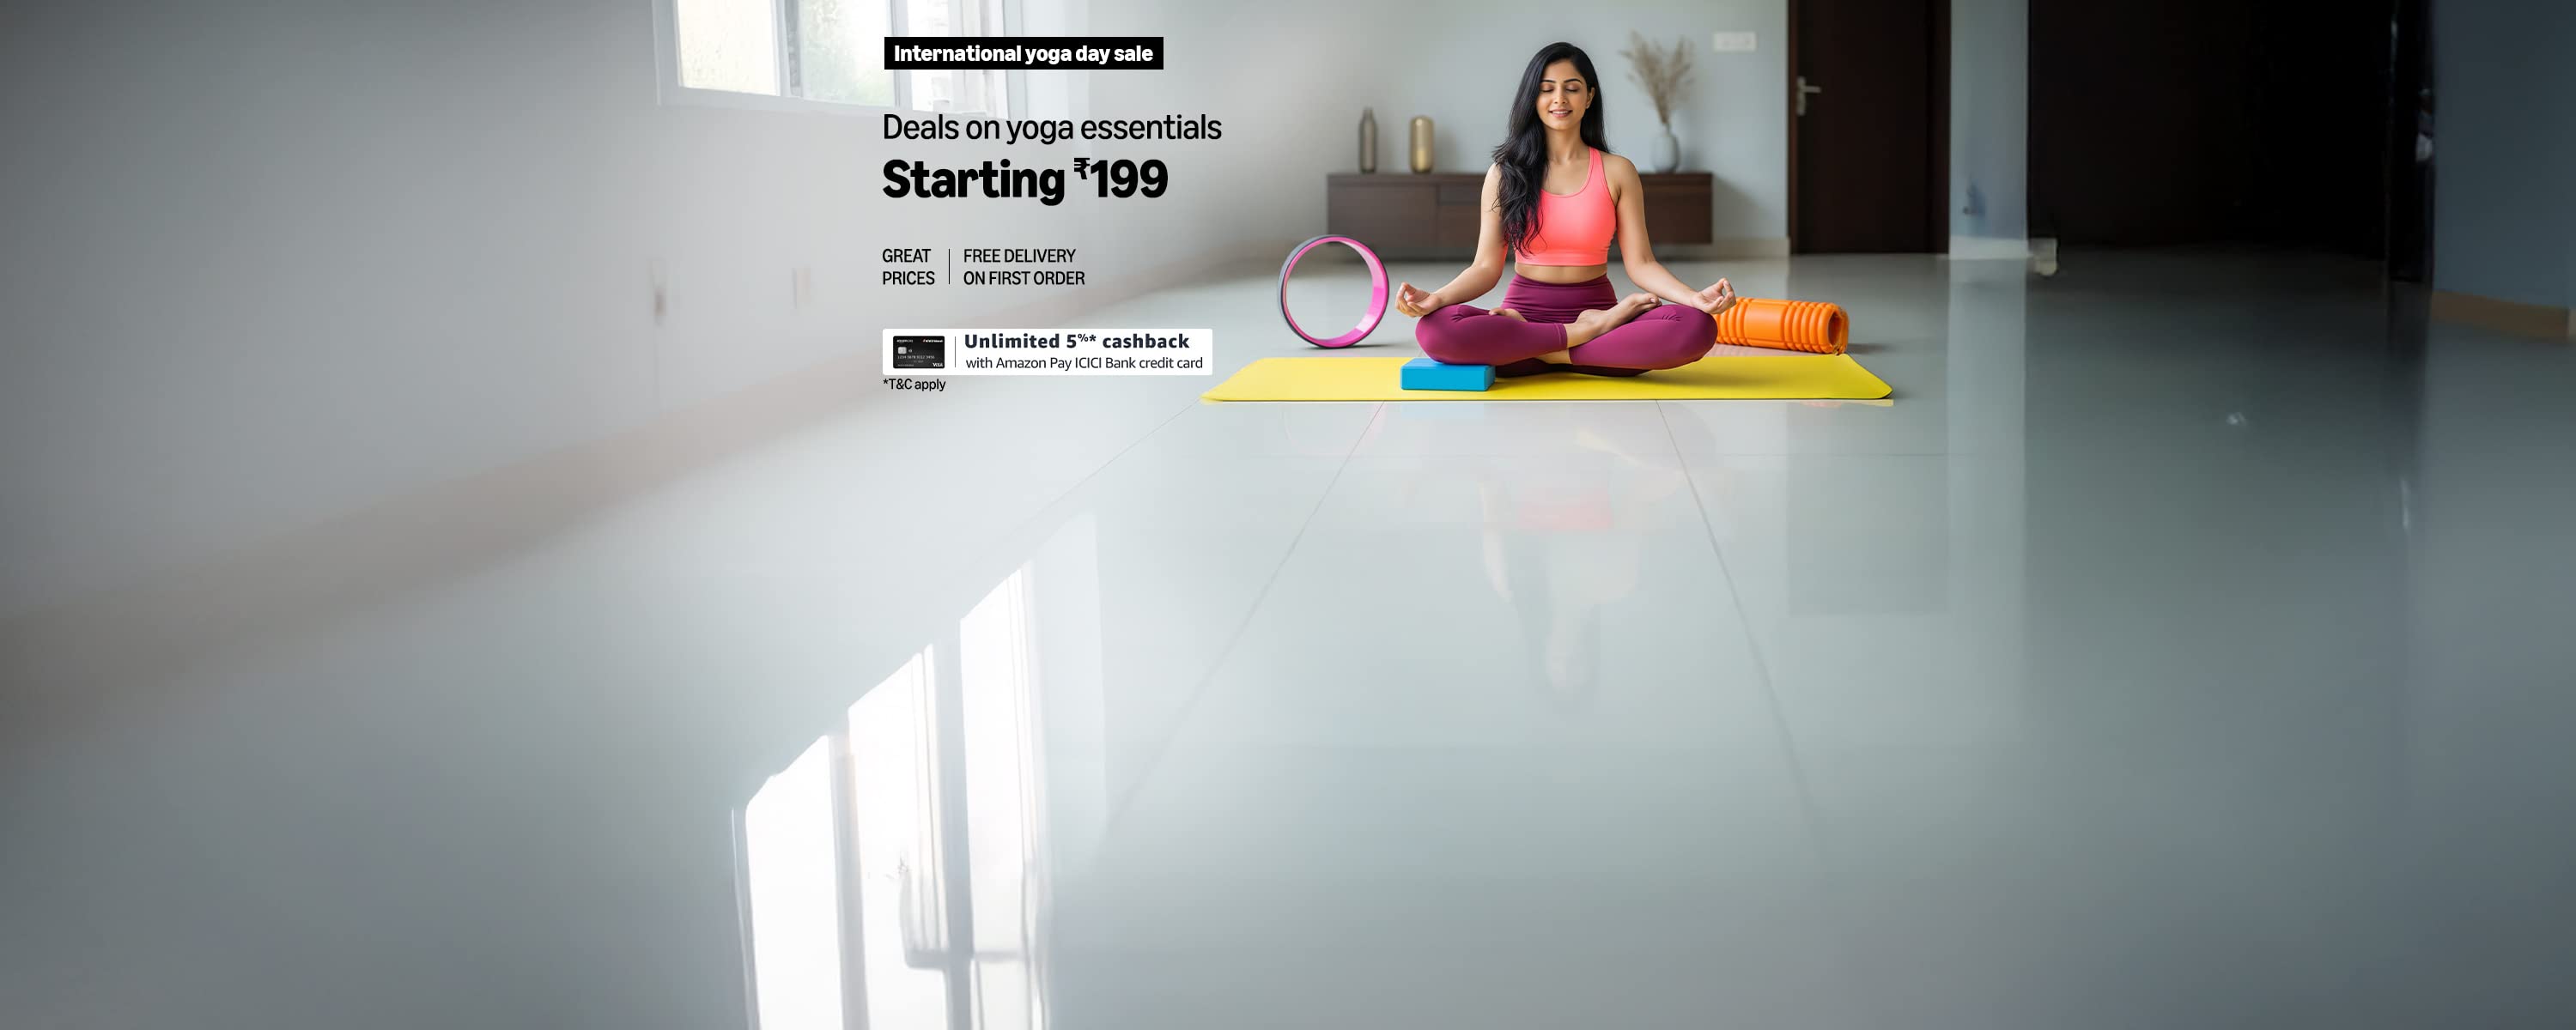 International yoga day sale
Deals on yoga essentials
Starting ₹199
GREAT
PRICES
FREE DELIVERY
ON FIRST ORDER
Unlimited 5%* cashback
with Amazon Pay ICICI Bank credit card
VISA
*T&C apply